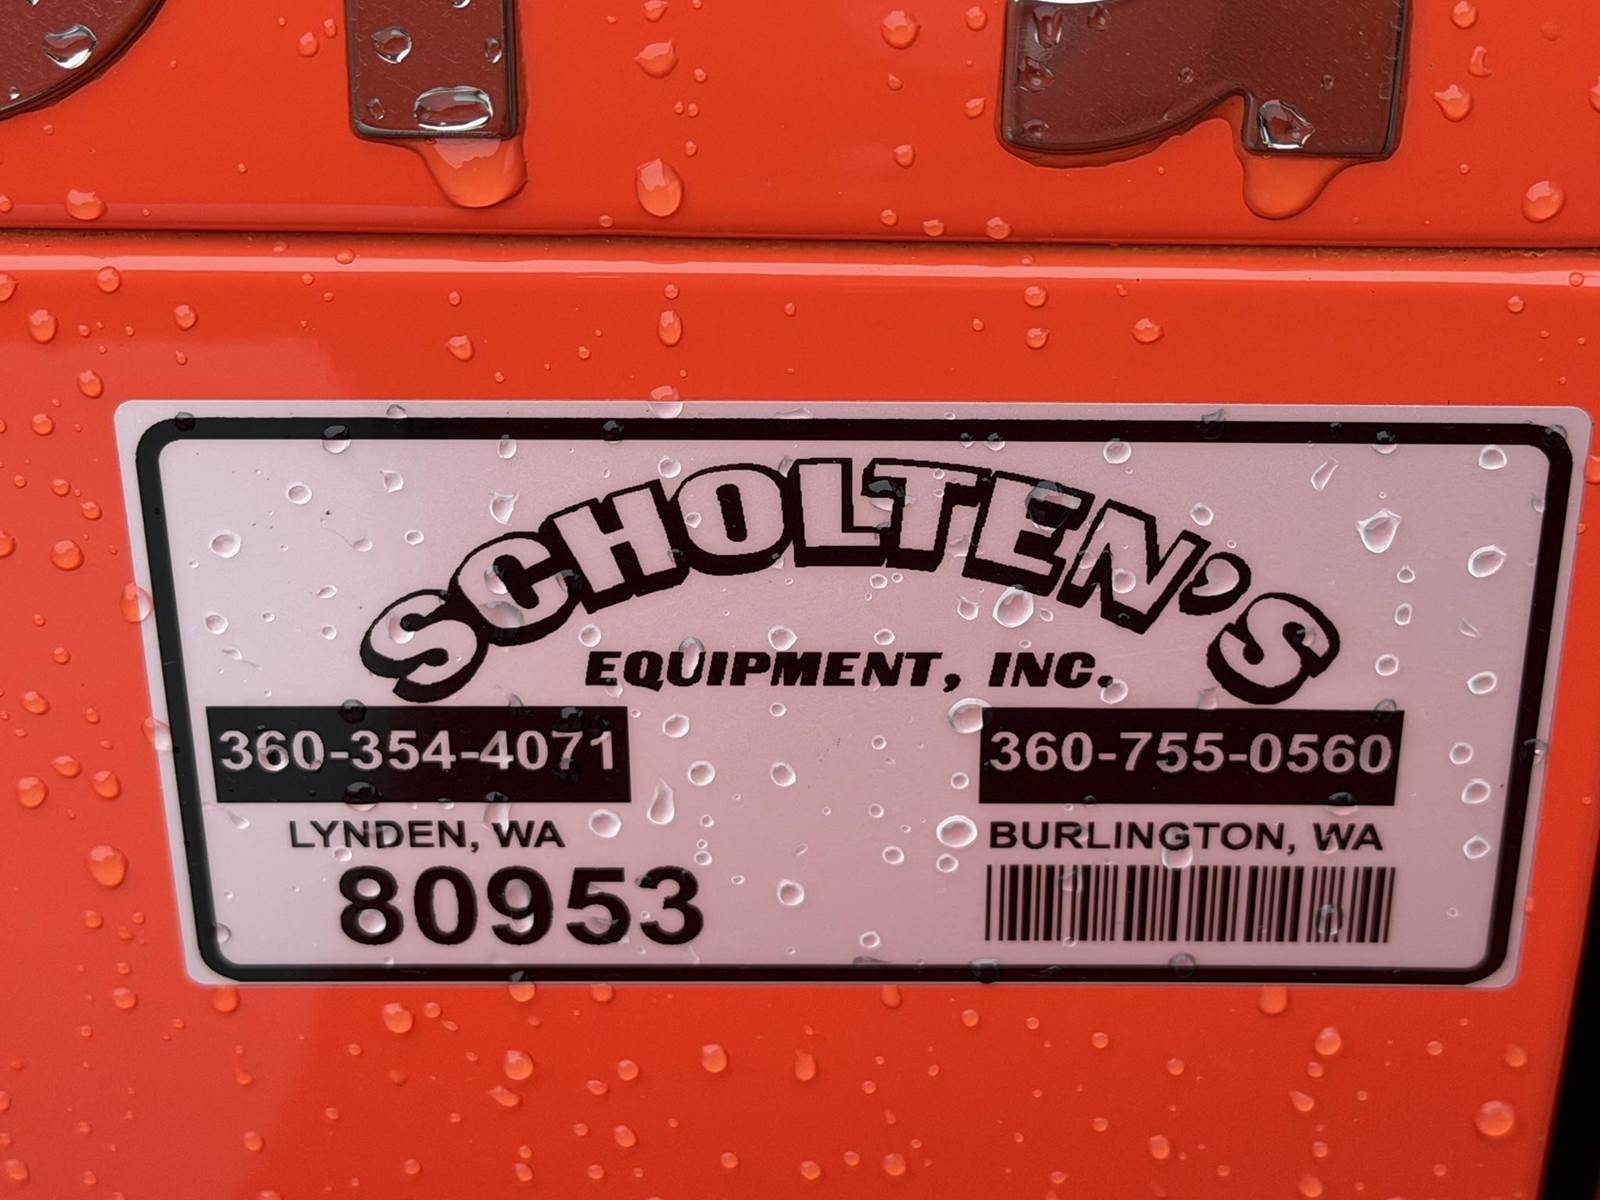 SCHOLTEN'S
EQUIPMENT, INC.
360-354-4071
360-755-0560
LYNDEN, WA
BURLINGTON, WA
80953